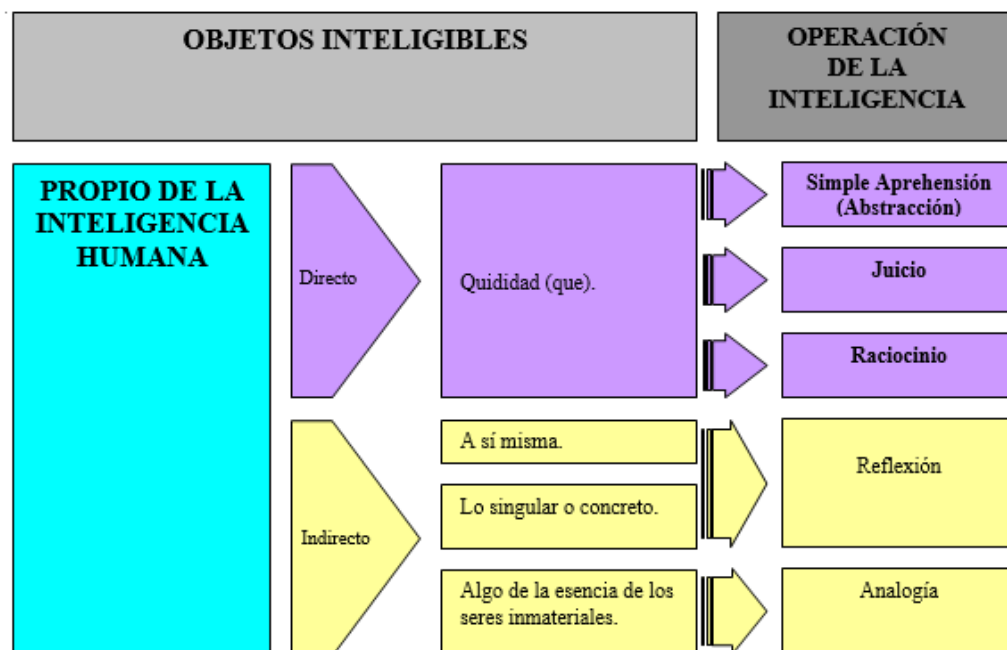 OBJETOS INTELIGIBLES
OPERACIÓN
DE LA
INTELIGENCIA
PROPIO DE LA
INTELIGENCIA
HUMANA
Directo
Quididad (que).
Simple Aprehensión
(Abstracción)
Juicio
Raciocinio
Indirecto
A sí misma.
Lo singular o concreto.
Reflexión
Algo de la esencia de los
seres inmateriales.
Analogía